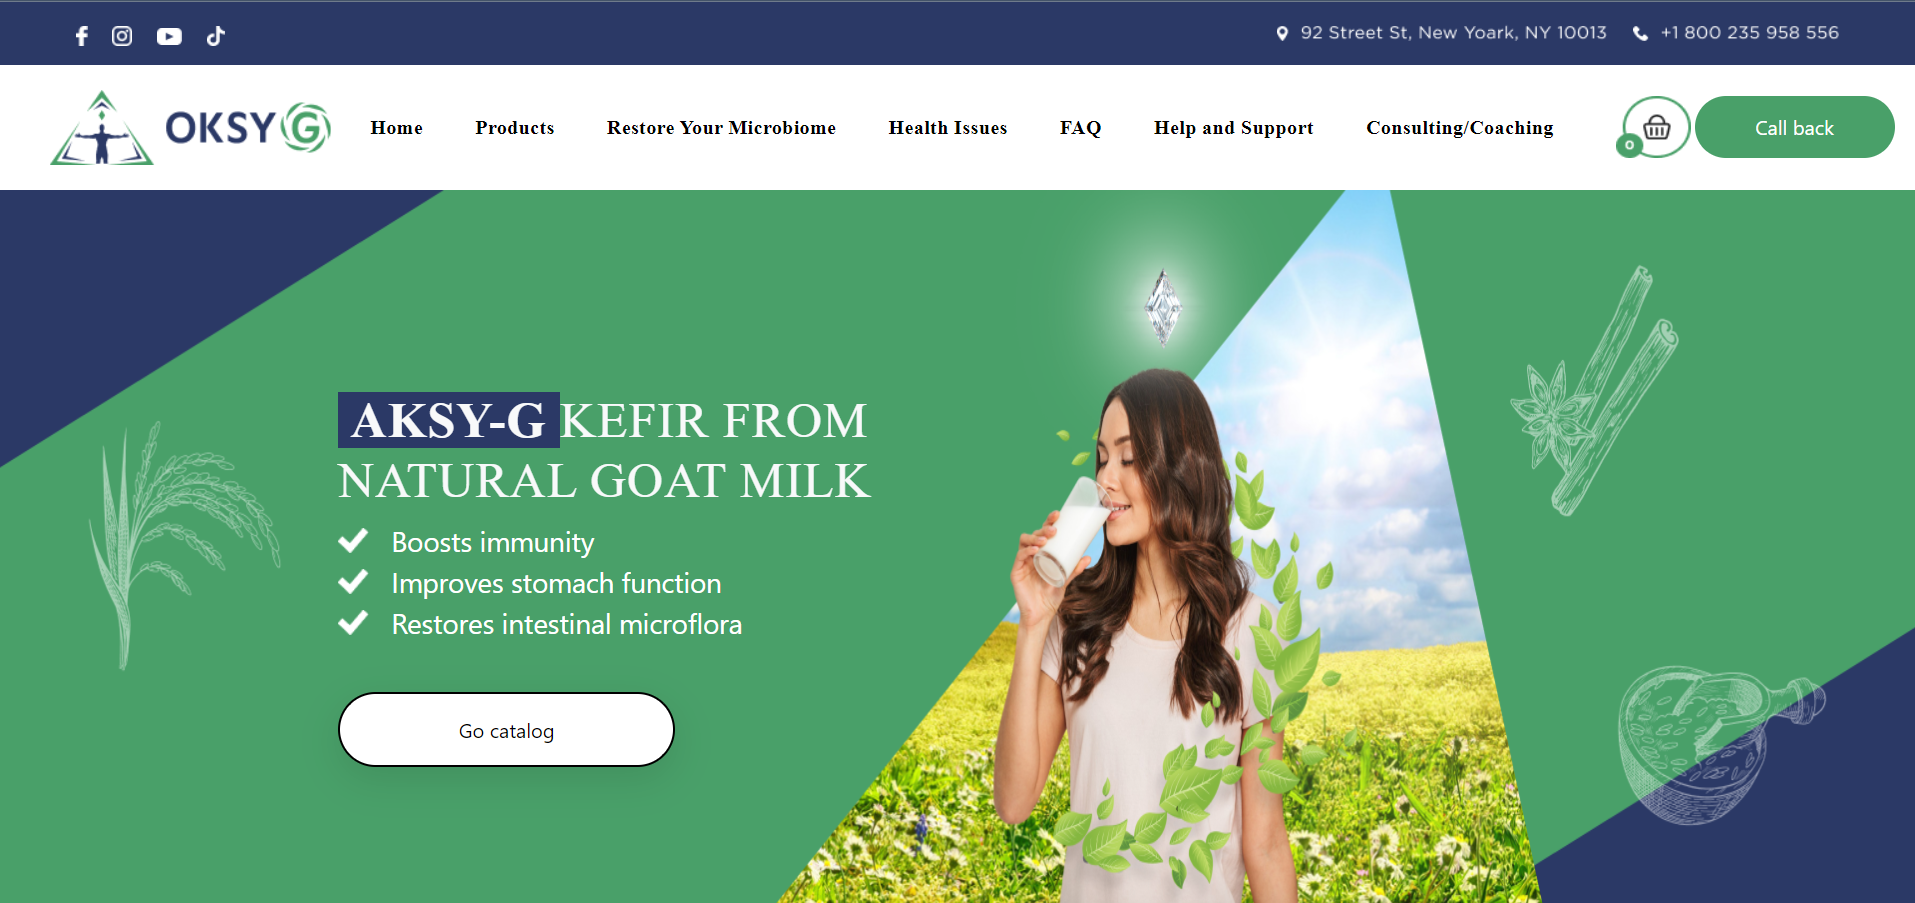 92 Street St, New Yoark, NY 10013 +1 800 235 958 556
OKSY G
Home Products Restore Your Microbiome Health Issues FAQ Help and Support Consulting/Coaching 0 Call back
AKSY-G KEFIR FROM
NATURAL GOAT MILK
Boosts immunity
Improves stomach function
Restores intestinal microflora
Go catalog